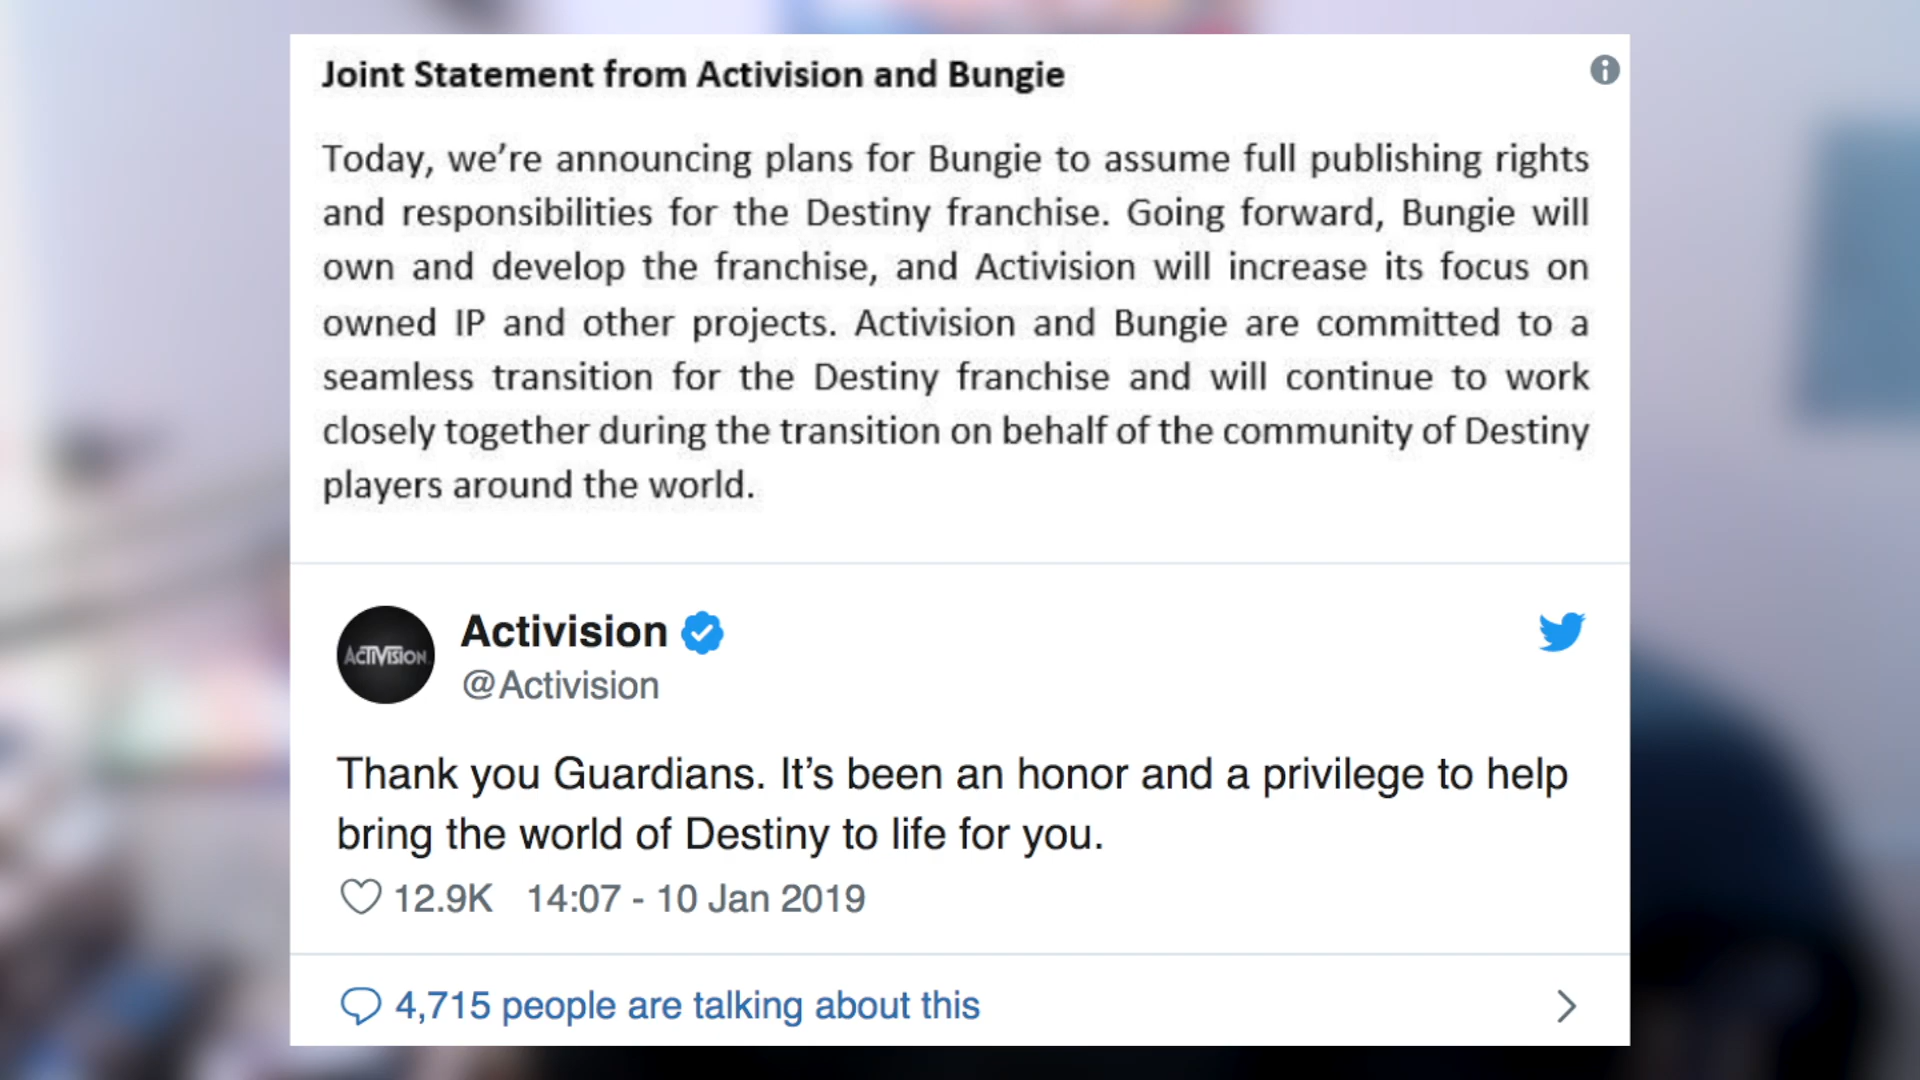 Joint Statement from Activision and Bungie
Today, we’re announcing plans for Bungie to assume full publishing rights
and responsibilities for the Destiny franchise. Going forward, Bungie will
own and develop the franchise, and Activision will increase its focus on
owned IP and other projects. Activision and Bungie are committed to a
seamless transition for the Destiny franchise and will continue to work
closely together during the transition on behalf of the community of Destiny
players around the world.
ACTIVISION
Activision
@Activision
Thank you Guardians. It’s been an honor and a privilege to help
bring the world of Destiny to life for you.
12.9K 14:07 - 10 Jan 2019
4,715 people are talking about this